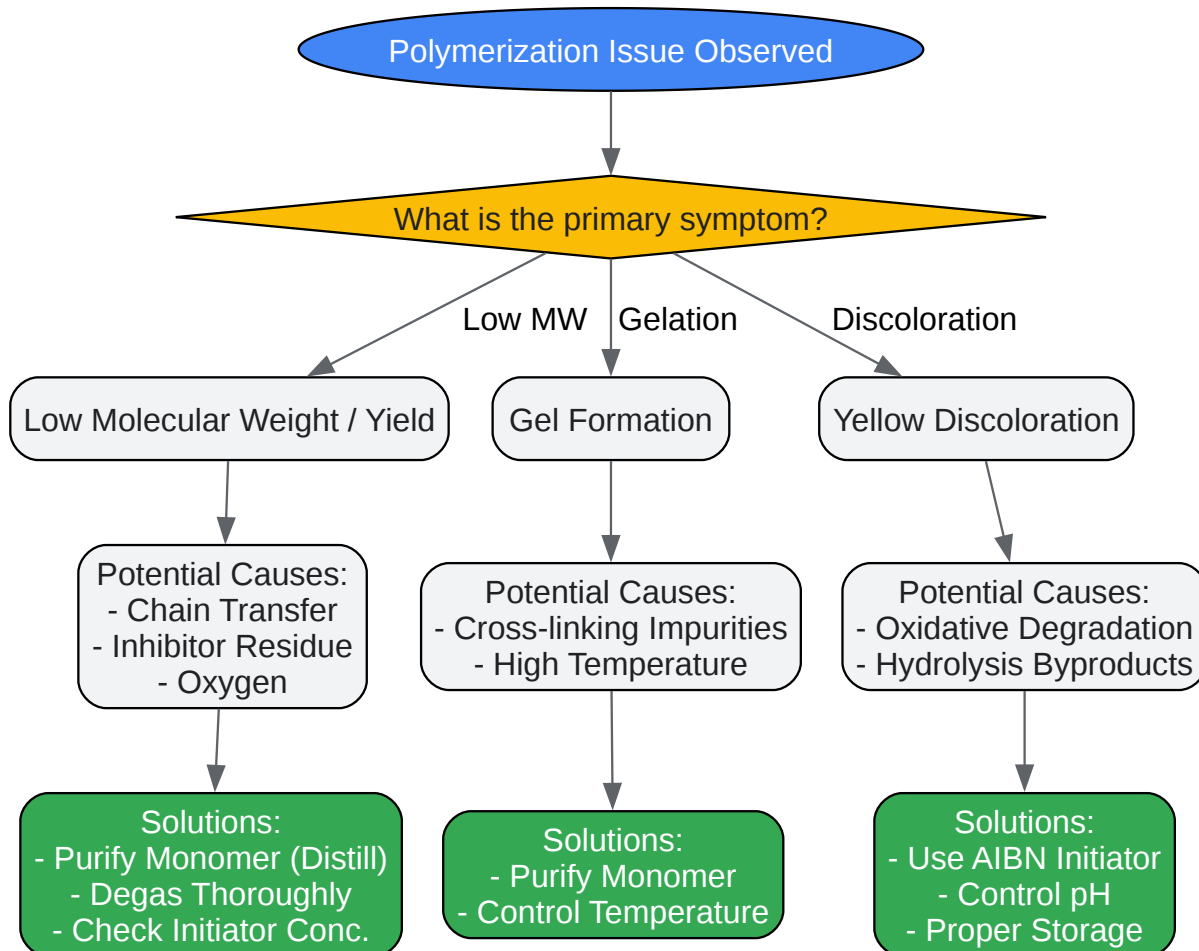 Polymerization Issue Observed
What is the primary symptom?
Low MW
Gelation
Discoloration
Low Molecular Weight / Yield
Gel Formation
Yellow Discoloration
Potential Causes:
- Chain Transfer
- Inhibitor Residue
- Oxygen
Potential Causes:
- Cross-linking Impurities
- High Temperature
Potential Causes:
- Oxidative Degradation
- Hydrolysis Byproducts
Solutions:
- Purify Monomer (Distill)
- Degas Thoroughly
- Check Initiator Conc.
Solutions:
- Purify Monomer
- Control Temperature
Solutions:
- Use AIBN Initiator
- Control pH
- Proper Storage